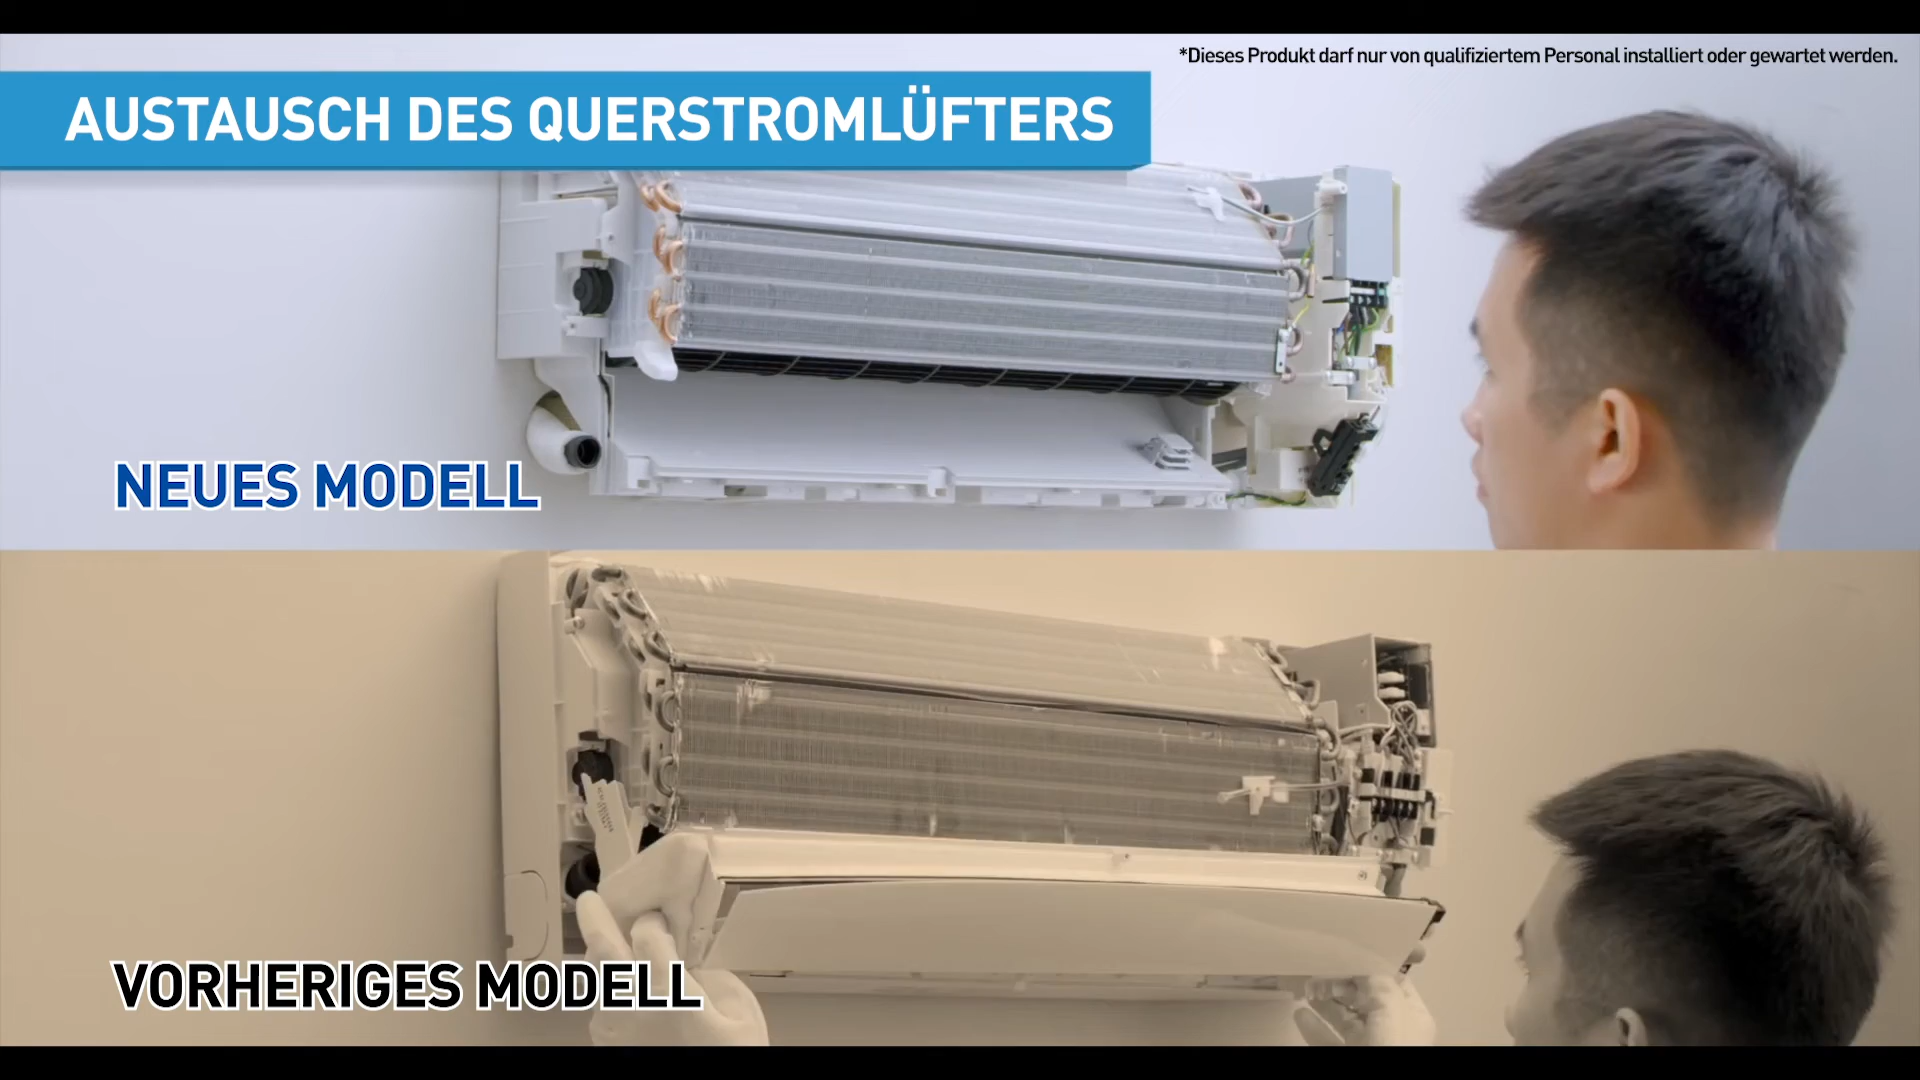 *Dieses Produkt darf nur von qualifiziertem Personal installiert oder gewartet werden.
AUSTAUSCH DES QUERSTROMLÜFTERS
NEUES MODELL
VORHERIGES MODELL